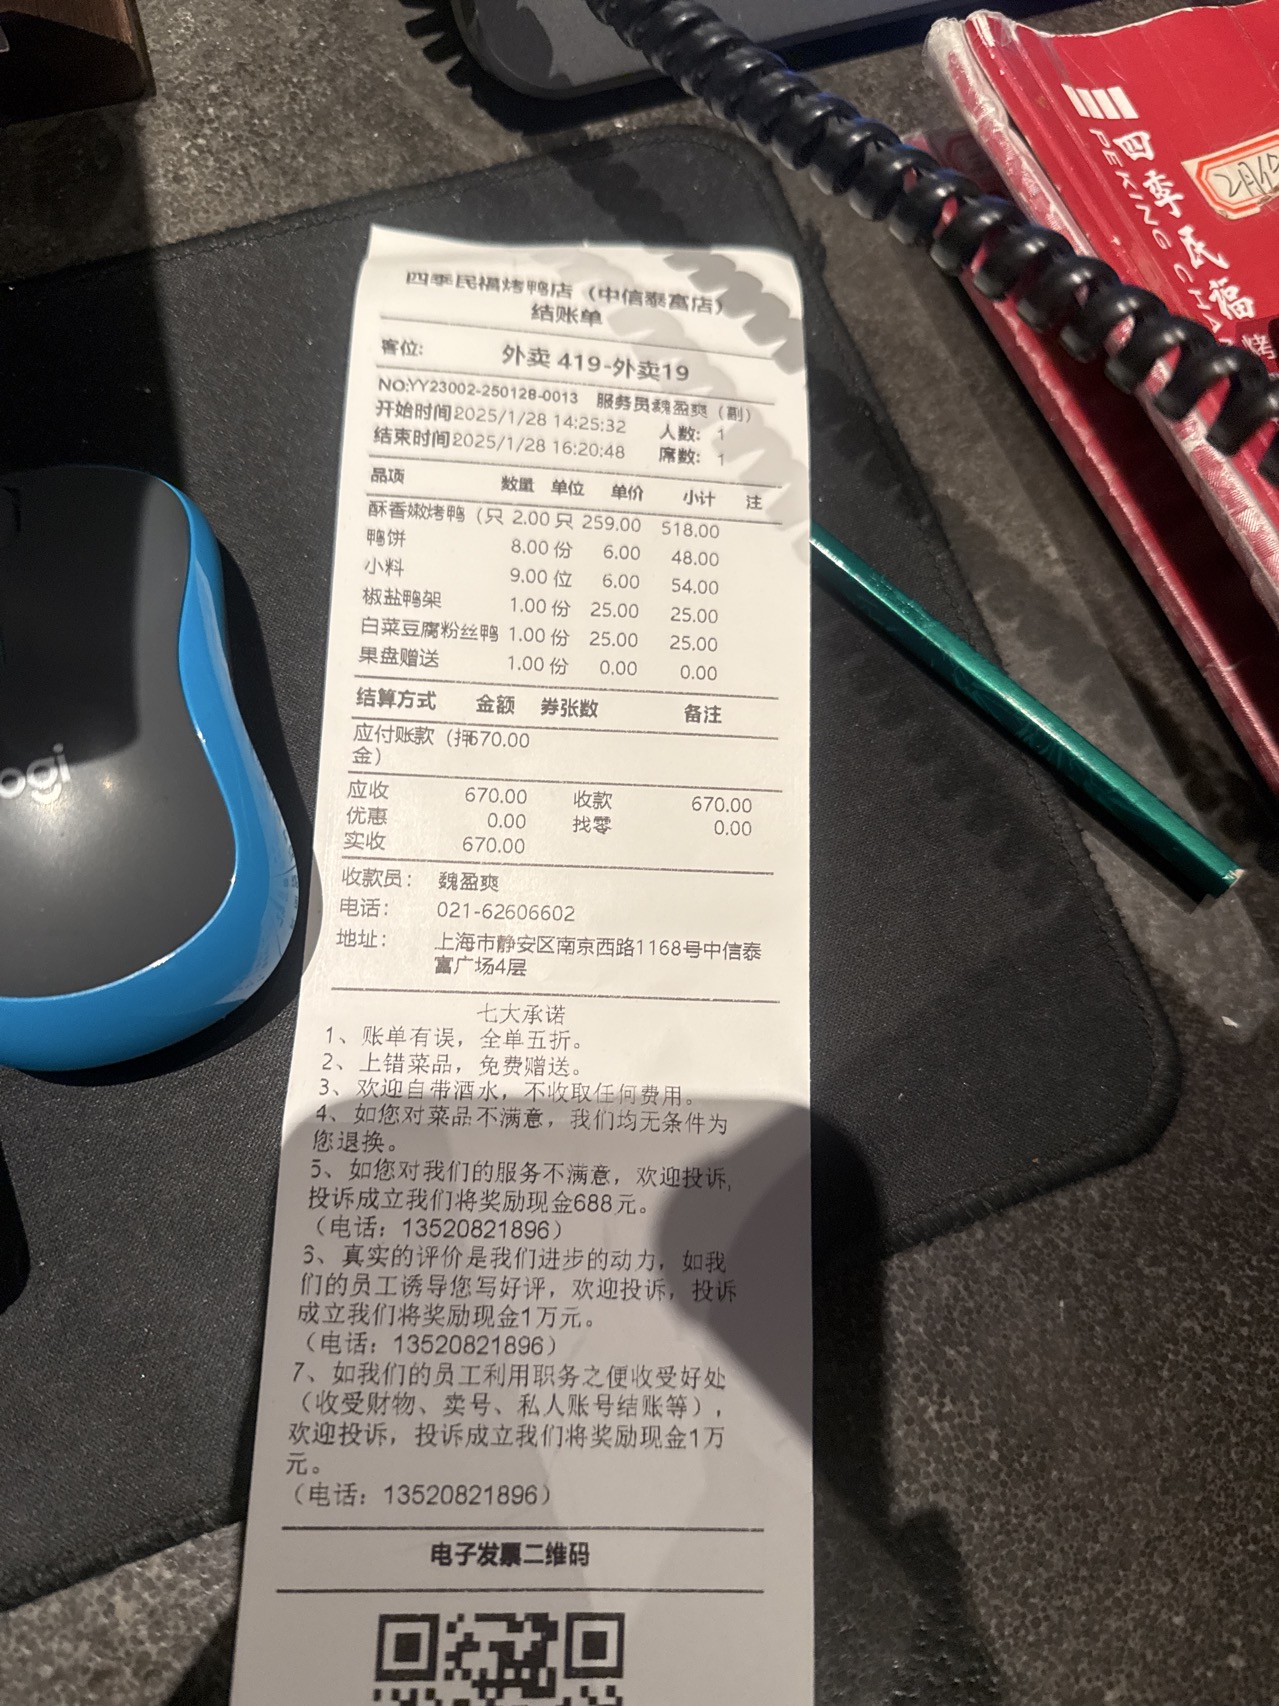 四季民福
PEKING CHA
烤
ogi
四季民福烤鸭店（中信泰富店）
结账单
客位： 外卖 419-外卖19
NO:YY23002-250128-0013 服务员魏盈爽（副）
开始时间2025/1/28 14:25:32 人数： 1
结束时间2025/1/28 16:20:48 席数： 1
品项 数量 单位 单价 小计 注
酥香嫩烤鸭（只 2.00 只 259.00 518.00
鸭饼 8.00 份 6.00 48.00
小料 9.00 位 6.00 54.00
椒盐鸭架 1.00 份 25.00 25.00
白菜豆腐粉丝鸭 1.00 份 25.00 25.00
果盘赠送 1.00 份 0.00 0.00
结算方式 金额 券张数 备注
应付账款（押670.00
金）
应收 670.00 收款 670.00
优惠 0.00 找零 0.00
实收 670.00
收款员： 魏盈爽
电话： 021-62606602
地址： 上海市静安区南京西路1168号中信泰
富广场4层
七大承诺
1、账单有误，全单五折。
2、上错菜品，免费赠送。
3、欢迎自带酒水，不收取任何费用。
4、如您对菜品不满意，我们均无条件为
您退换。
5、如您对我们的服务不满意，欢迎投诉，
投诉成立我们将奖励现金688元。
（电话：13520821896）
6、真实的评价是我们进步的动力，如我
们的员工诱导您写好评，欢迎投诉，投诉
成立我们将奖励现金1万元。
（电话：13520821896）
7、如我们的员工利用职务之便收受好处
（收受财物、卖号、私人账号结账等），
欢迎投诉，投诉成立我们将奖励现金1万
元。
（电话：13520821896）
电子发票二维码